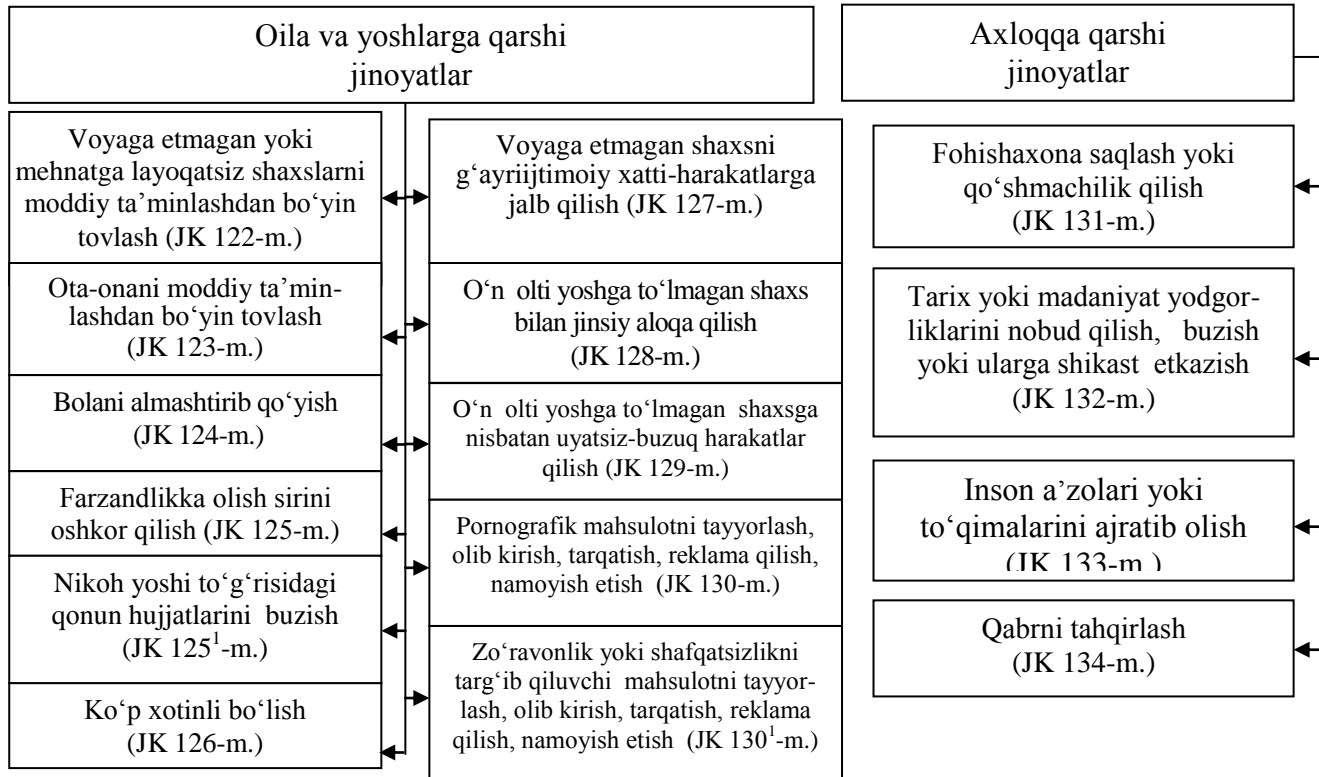 Oila va yoshlarga qarshi
jinoyatlar
Voyaga etmagan yoki
mehnatga layoqatsiz shaxslarni
moddiy ta’minlashdan bo‘yin
tovlash (JK 122-m.)
Ota-onani moddiy ta’min-
lashdan bo‘yin tovlash
(JK 123-m.)
Bolani almashtirib qo‘yish
(JK 124-m.)
Farzandlikka olish sirini
oshkor qilish (JK 125-m.)
Nikoh yoshi to‘g‘risidagi
qonun hujjatlarini buzish
(JK 125¹-m.)
Ko‘p xotinli bo‘lish
(JK 126-m.)
Voyaga etmagan shaxsni
g‘ayriijtimoiy xatti-harakatlarga
jalb qilish (JK 127-m.)
O‘n olti yoshga to‘lmagan shaxs
bilan jinsiy aloqa qilish
(JK 128-m.)
O‘n olti yoshga to‘lmagan shaxsga
nisbatan uyatsiz-buzuq harakatlar
qilish (JK 129-m.)
Pornografik mahsulotni tayyorlash,
olib kirish, tarqatish, reklama qilish,
namoyish etish (JK 130-m.)
Zo‘ravonlik yoki shafqatsizlikni
targ‘ib qiluvchi mahsulotni tayyor-
lash, olib kirish, tarqatish, reklama
qilish, namoyish etish (JK 130¹-m.)
Axloqqa qarshi
jinoyatlar
Fohishaxona saqlash yoki
qo‘shmachilik qilish
(JK 131-m.)
Tarix yoki madaniyat yodgor-
liklarini nobud qilish, buzish
yoki ularga shikast etkazish
(JK 132-m.)
Inson a’zolari yoki
to‘qimalarini ajratib olish
(JK 133-m.)
Qabrni tahqirlash
(JK 134-m.)